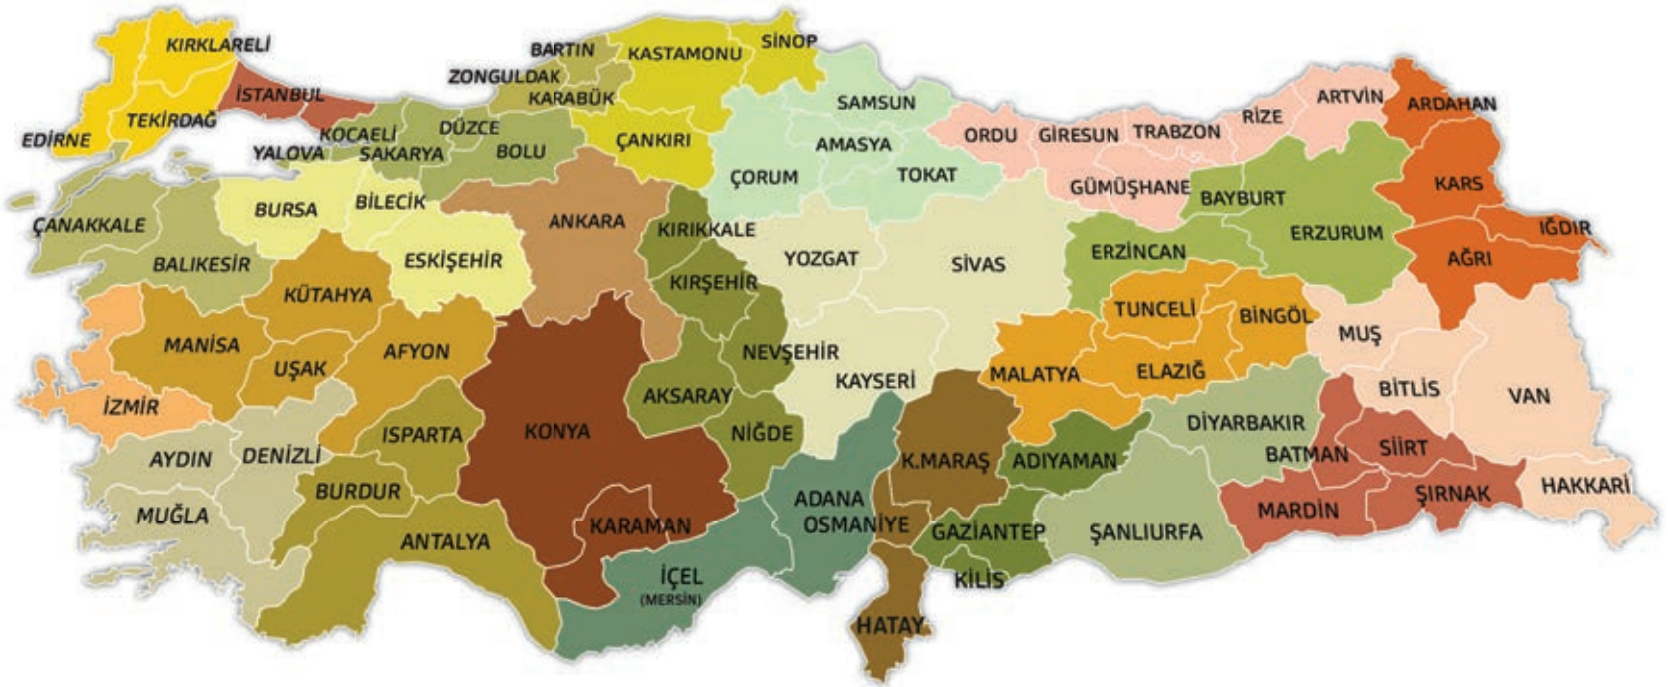 KIRKLARELİ
EDİRNE
TEKİRDAĞ
İSTANBUL
KOCAELİ
YALOVA
SAKARYA
DÜZCE
BOLU
ZONGULDAK
BARTIN
KARABÜK
KASTAMONU
SİNOP
ÇANKIRI
SAMSUN
AMASYA
ÇORUM
TOKAT
ORDU
GİRESUN
TRABZON
RİZE
ARTVİN
GÜMÜŞHANE
BAYBURT
ARDAHAN
KARS
IĞDIR
AĞRI
ERZURUM
ERZİNCAN
ÇANAKKALE
BALIKESİR
BURSA
BİLECİK
ESKİŞEHİR
ANKARA
KIRIKKALE
KIRŞEHİR
YOZGAT
SİVAS
KAYSERİ
NEVŞEHİR
AKSARAY
NİĞDE
KÜTAHYA
MANİSA
UŞAK
AFYON
İZMİR
AYDIN
DENİZLİ
MUĞLA
ISPARTA
BURDUR
ANTALYA
KONYA
KARAMAN
İÇEL
(MERSİN)
ADANA
OSMANİYE
HATAY
K.MARAŞ
ADIYAMAN
GAZİANTEP
KİLİS
ŞANLIURFA
DİYARBAKIR
MALATYA
ELAZIĞ
TUNCELİ
BİNGÖL
MUŞ
BİTLİS
VAN
BATMAN
SİİRT
MARDİN
ŞIRNAK
HAKKARİ